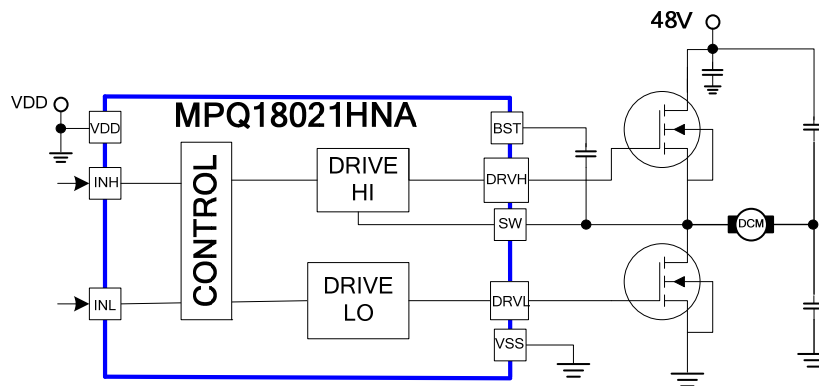 48V
VDD
MPQ18021HNA
VDD
BST
INH
CONTROL
DRIVE
HI
DRVH
SW
DCM
INL
DRIVE
LO
DRVL
VSS